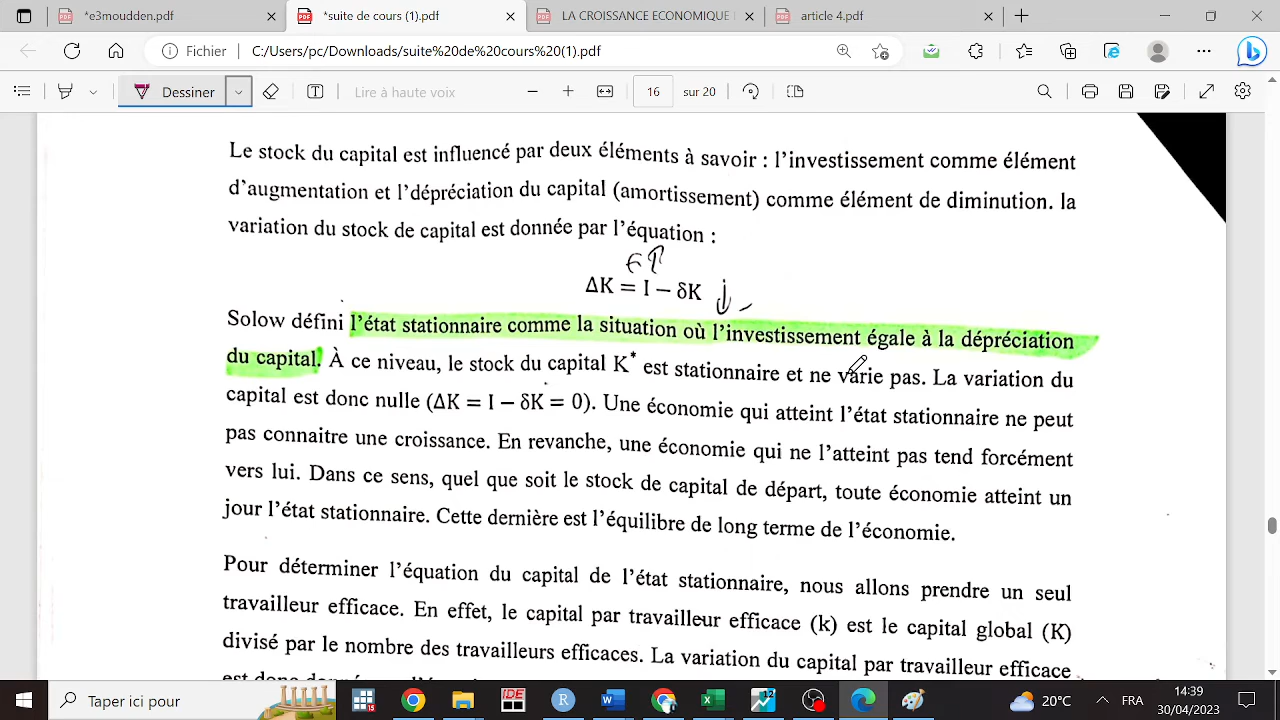 e3moudden.pdf
*suite de cours (1).pdf
LA CROISSANCE ECONOMIQUE
article 4.pdf
Fichier
C:/Users/pc/Downloads/suite%20de%20cours%20(1).pdf
Dessiner
Lire à haute voix
16
sur 20
Le stock du capital est influencé par deux éléments à savoir : l'investissement comme élément
d'augmentation et l'dépréciation du capital (amortissement) comme élément de diminution. la
variation du stock de capital est donnée par l'équation :
ΔK = I – δK
Solow défini l'état stationnaire comme la situation où l'investissement égale à la dépréciation
du capital. À ce niveau, le stock du capital K* est stationnaire et ne varie pas. La variation du
capital est donc nulle (ΔK = I – δK = 0). Une économie qui atteint l'état stationnaire ne peut
pas connaitre une croissance. En revanche, une économie qui ne l'atteint pas tend forcément
vers lui. Dans ce sens, quel que soit le stock de capital de départ, toute économie atteint un
jour l'état stationnaire. Cette dernière est l'équilibre de long terme de l'économie.
Pour déterminer l'équation du capital de l'état stationnaire, nous allons prendre un seul
travailleur efficace. En effet, le capital par travailleur efficace (k) est le capital global (K)
divisé par le nombre des travailleurs efficaces. La variation du capital par travailleur efficace
Taper ici pour
15
IDE
R
12
20°C
FRA
14:39
30/04/2023